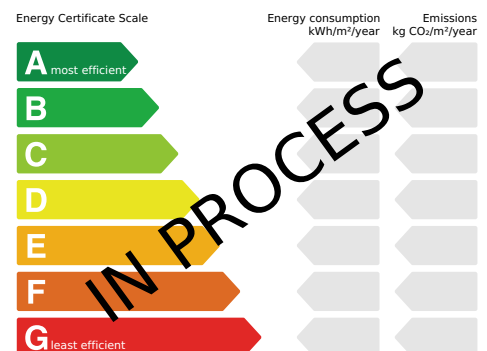 Energy Certificate Scale
Energy consumption
kWh/m²/year
Emissions
kg CO₂/m²/year
A most efficient
B
C
D
E
F
G least efficient
IN PROCESS